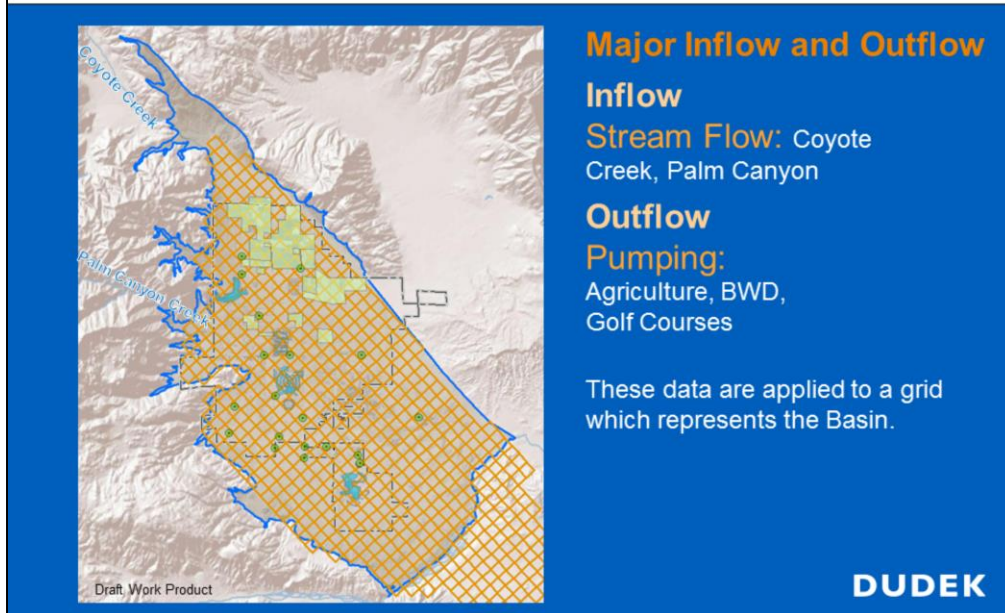 Coyote Creek
Palm Canyon Creek
Draft Work Product
Major Inflow and Outflow
Inflow
Stream Flow: Coyote
Creek, Palm Canyon
Outflow
Pumping:
Agriculture, BWD,
Golf Courses
These data are applied to a grid
which represents the Basin.
DUDEK